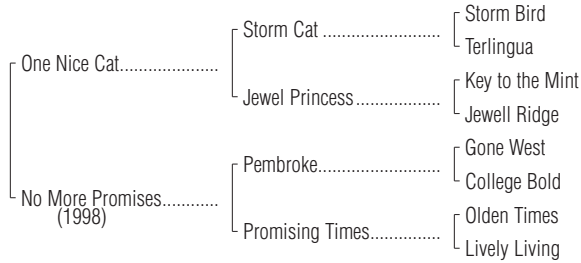 Storm Bird
Storm Cat ........................
Terlingua
One Nice Cat....................
Key to the Mint
Jewel Princess.................
Jewell Ridge
Gone West
Pembroke.........................
College Bold
No More Promises............
(1998)
Olden Times
Promising Times..............
Lively Living